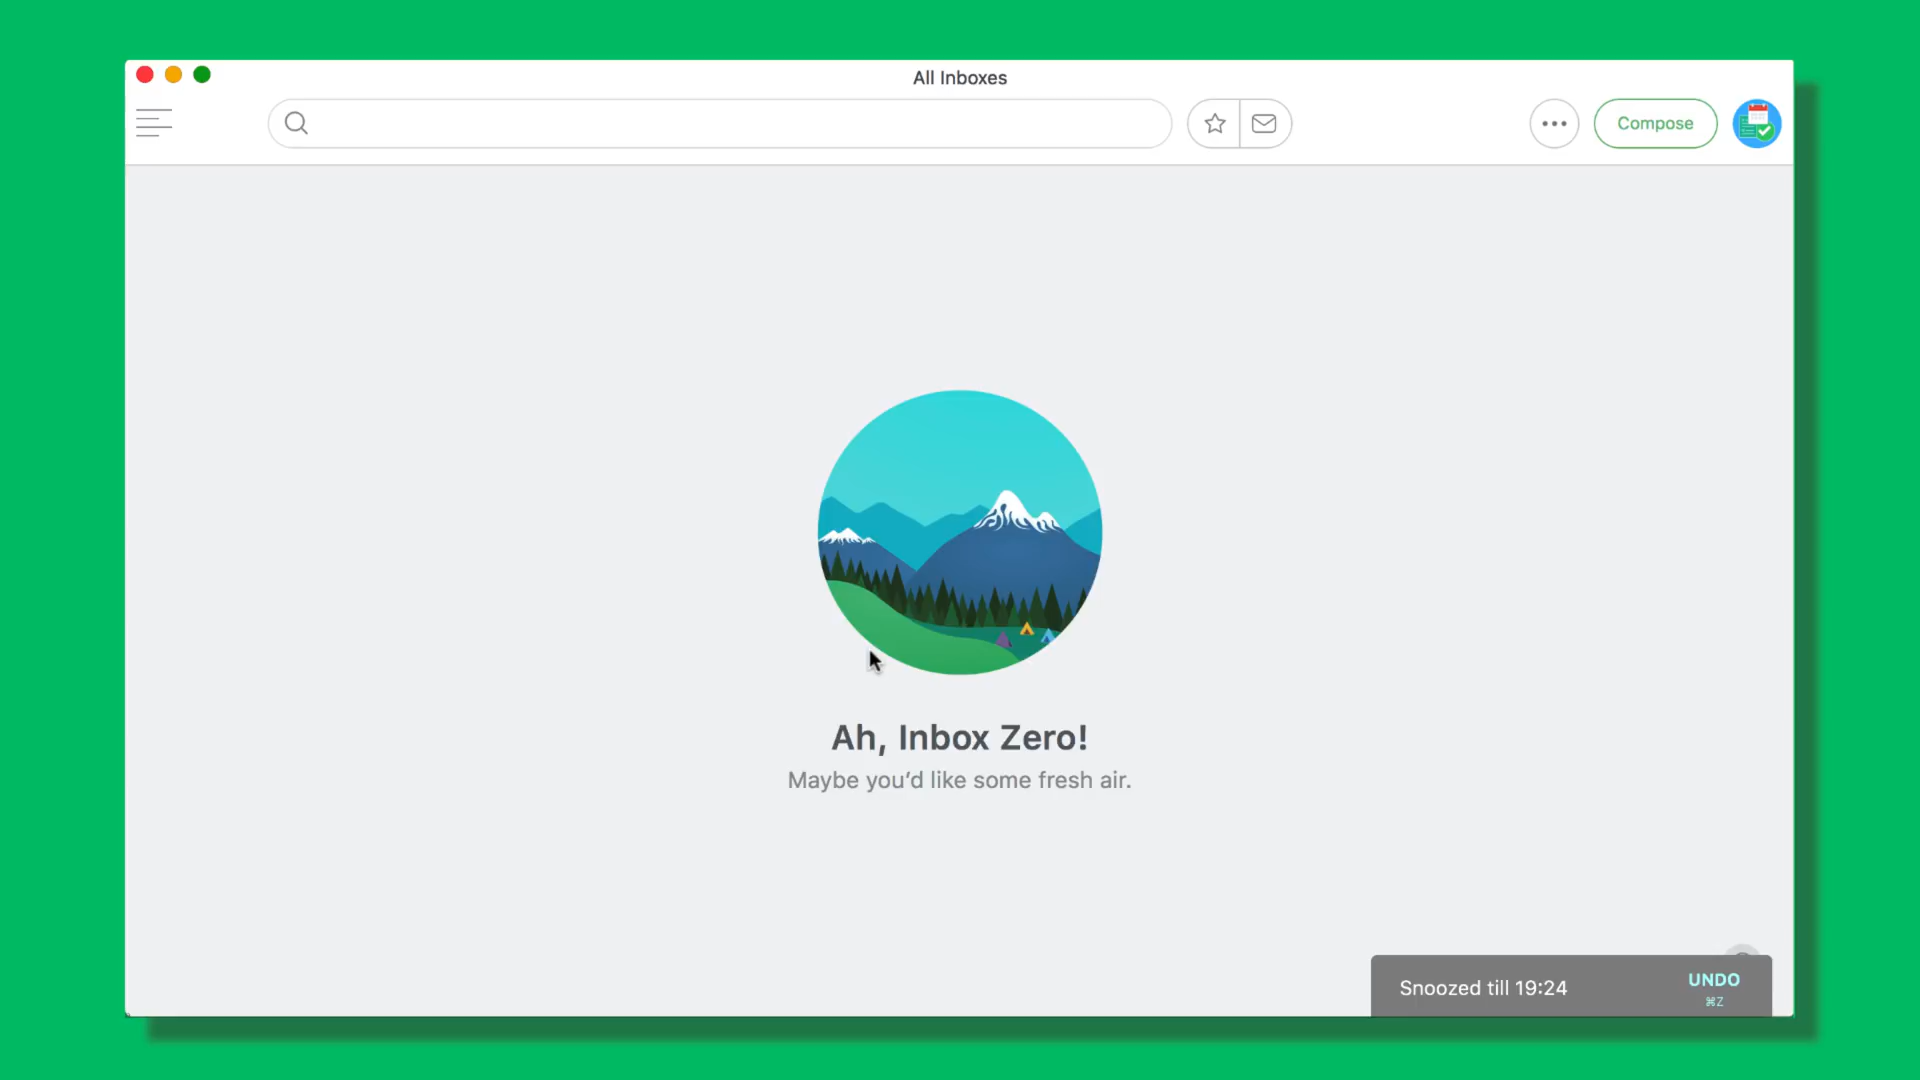 All Inboxes
Compose
Ah, Inbox Zero!
Maybe you’d like some fresh air.
Snoozed till 19:24
UNDO
⌘Z